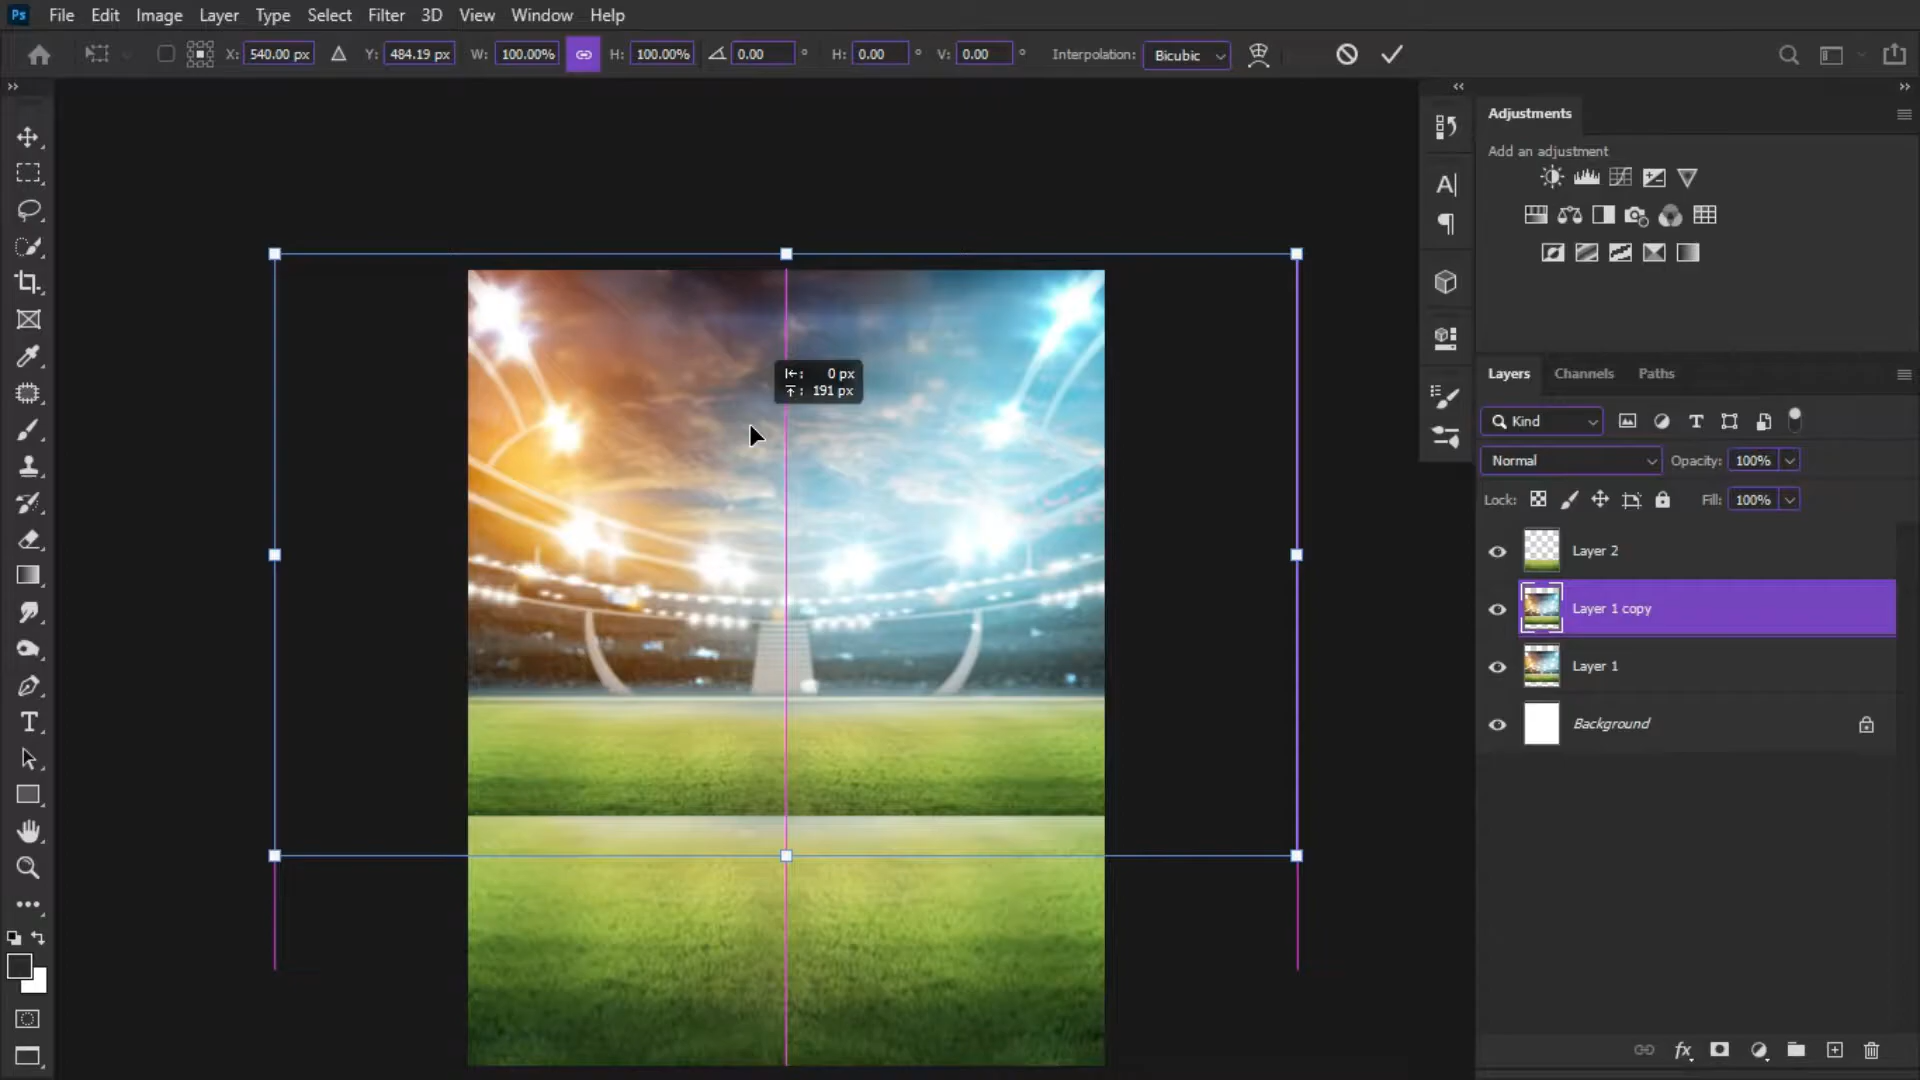 Ps File Edit Image Layer Type Select Filter 3D View Window Help
X: 540.00 px Y: 484.19 px W: 100.00% H: 100.00% 0.00 ° H: 0.00 ° V: 0.00 ° Interpolation: Bicubic
Adjustments
Add an adjustment
0 px
191 px
Layers Channels Paths
Kind
Normal Opacity: 100%
Lock: Fill: 100%
Layer 2
Layer 1 copy
Layer 1
Background